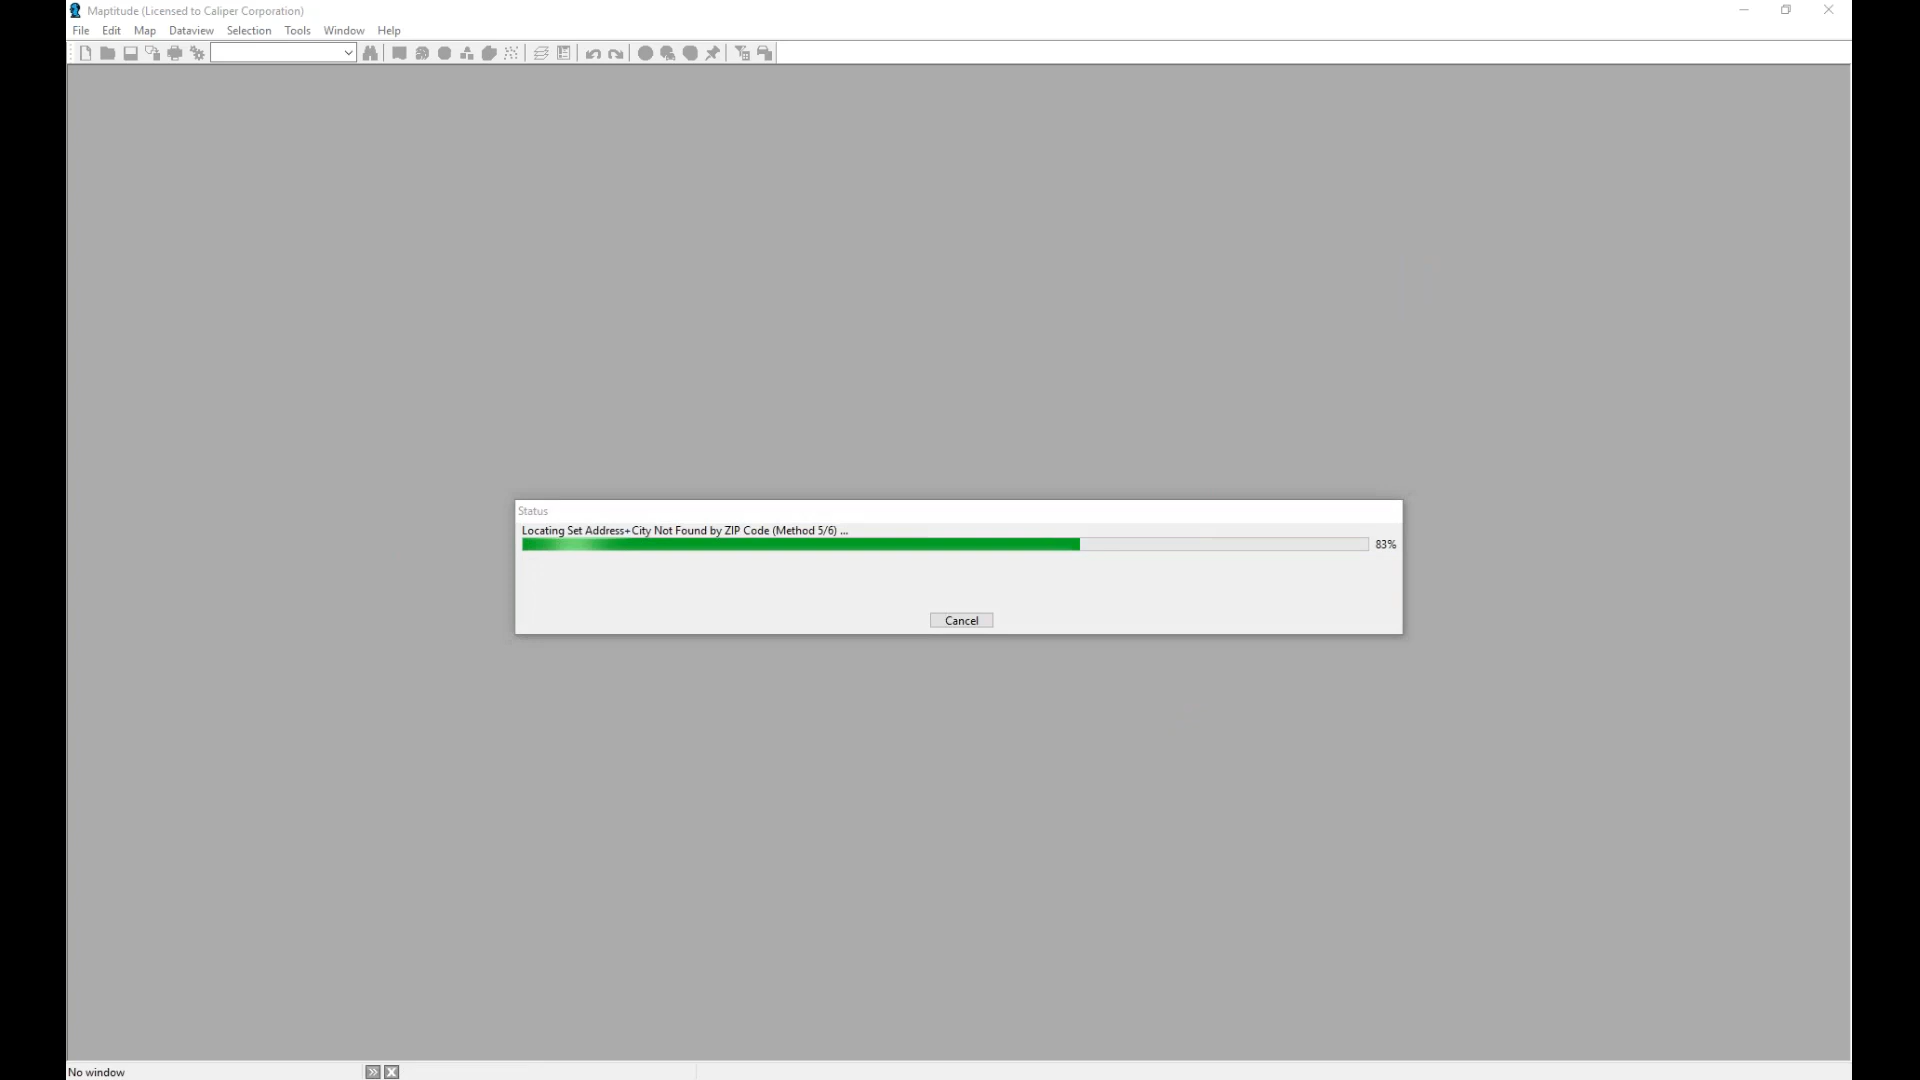 Maptitude (Licensed to Caliper Corporation)
File Edit Map Dataview Selection Tools Window Help
Status
Locating Set Address+City Not Found by ZIP Code (Method 5/6) ...
83%
Cancel
No window